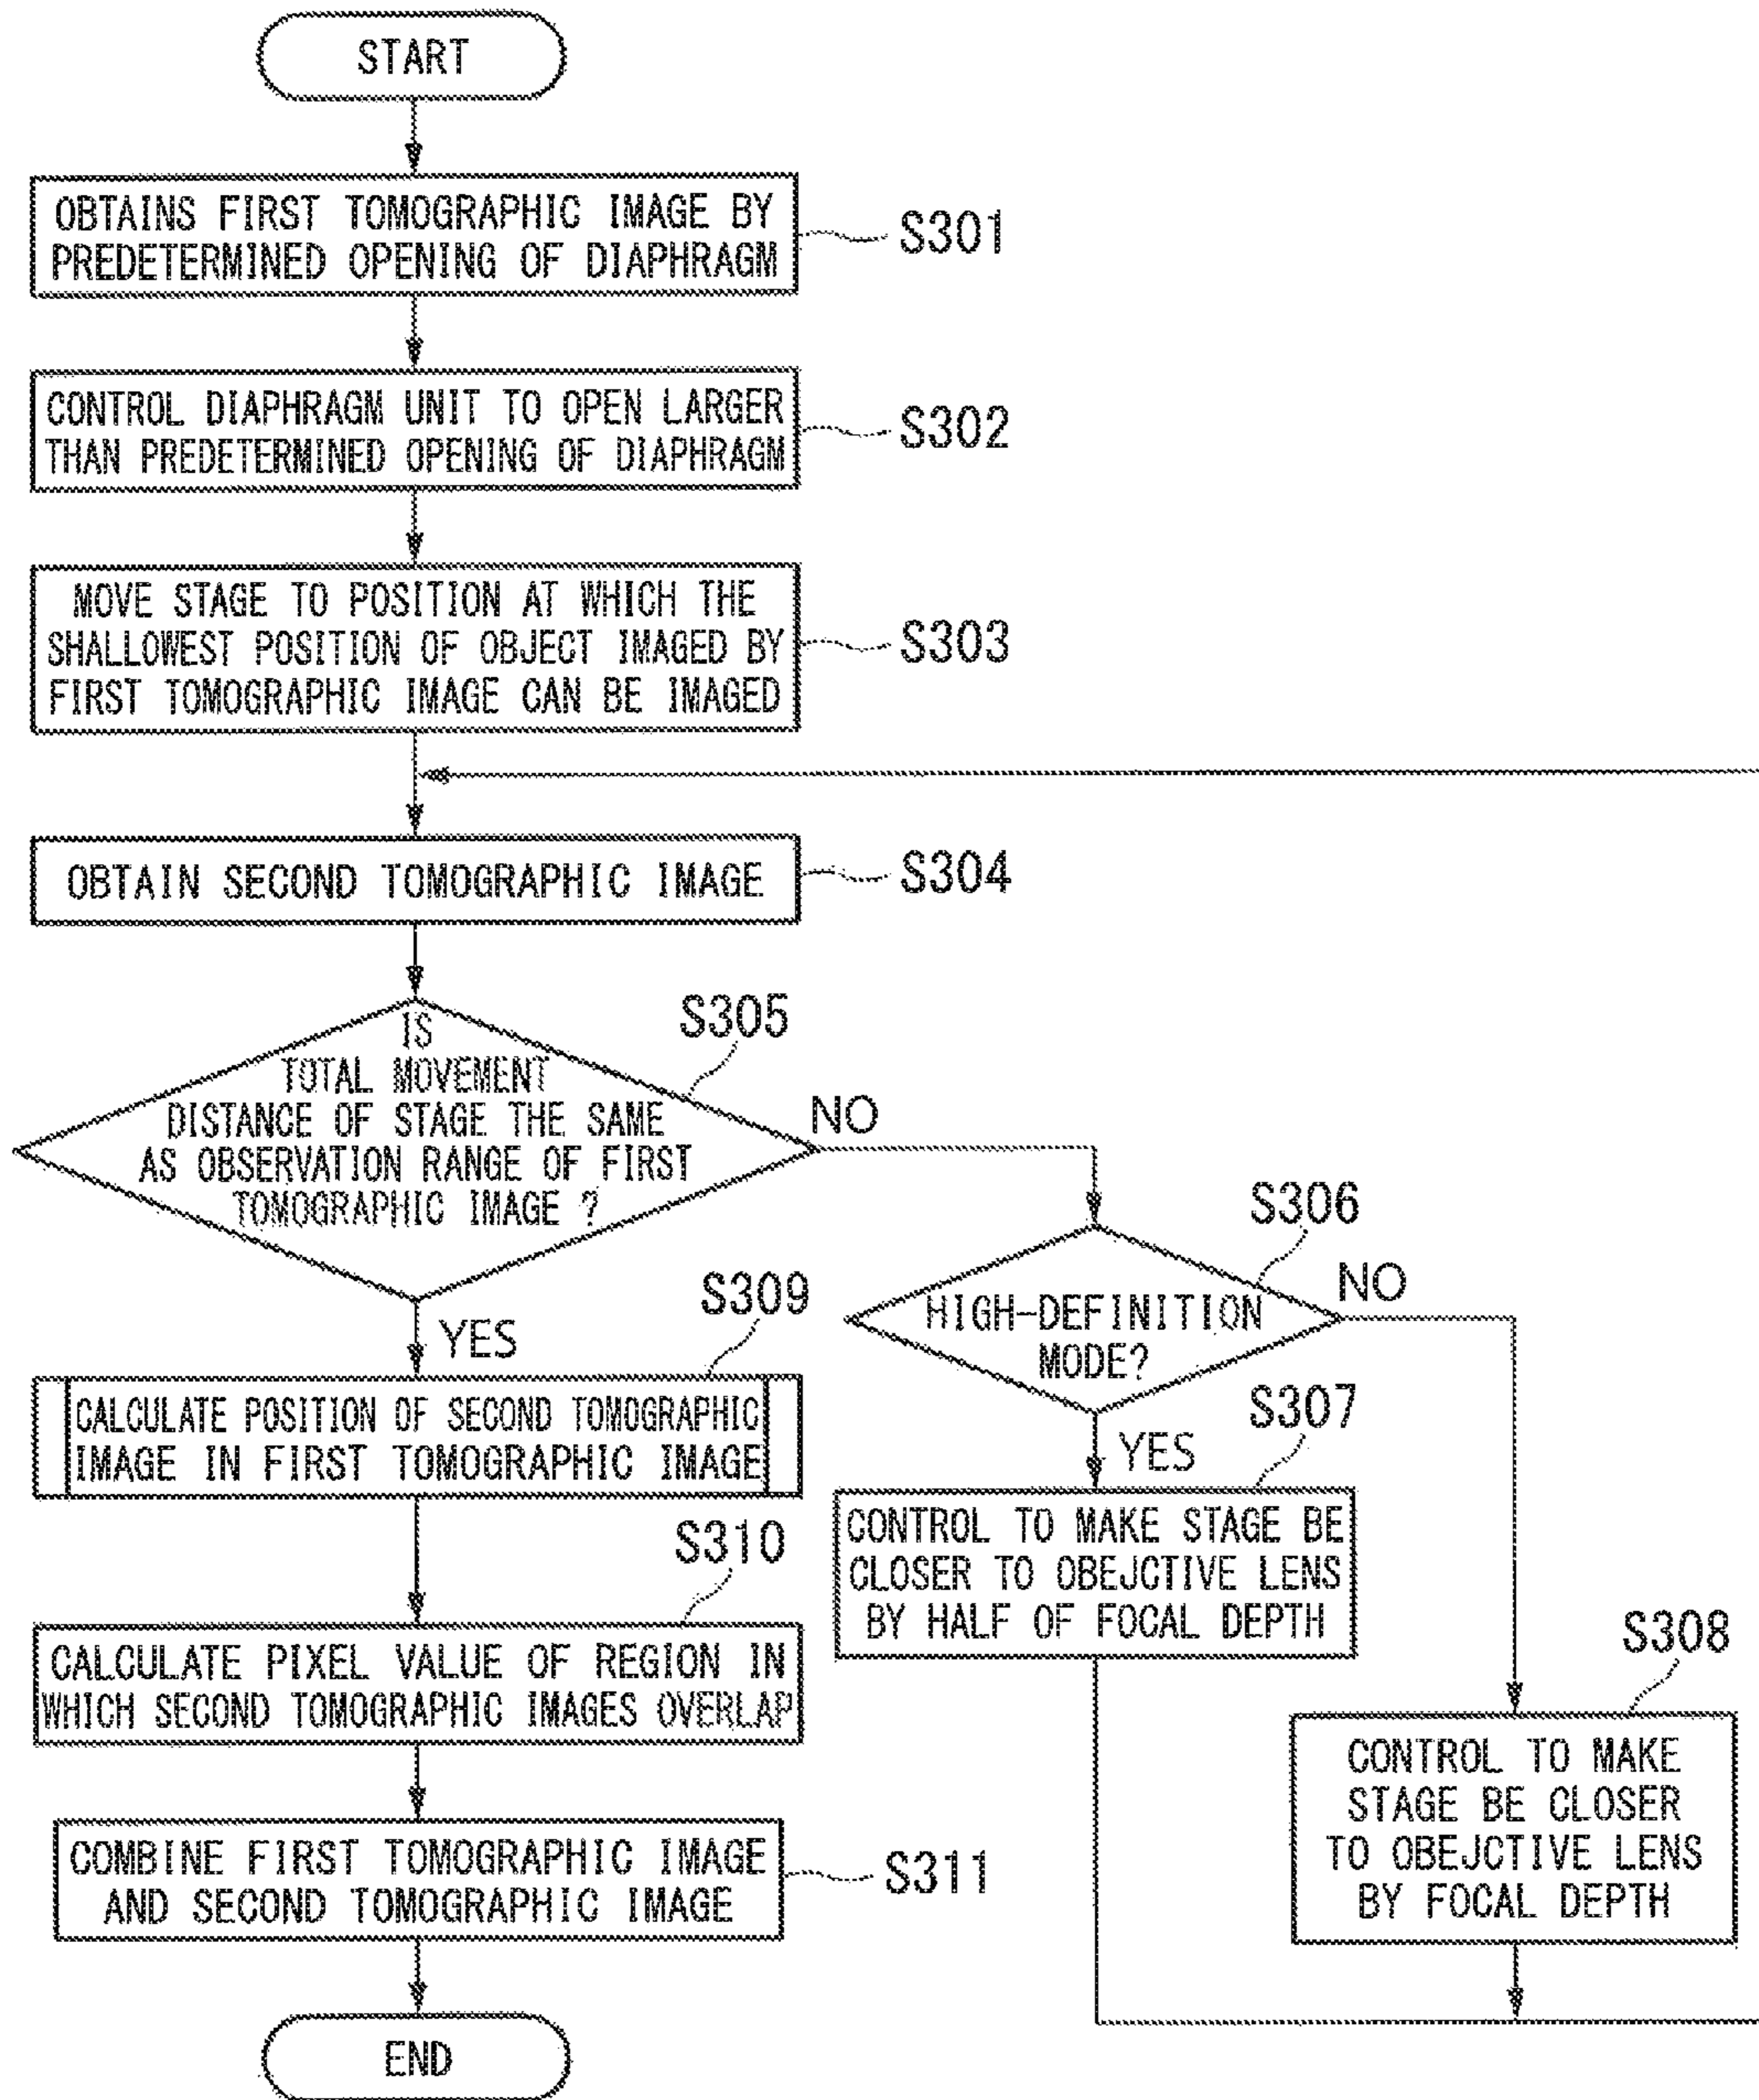 START
OBTAINS FIRST TOMOGRAPHIC IMAGE BY
PREDETERMINED OPENING OF DIAPHRAGM
S301
CONTROL DIAPHRAGM UNIT TO OPEN LARGER
THAN PREDETERMINED OPENING OF DIAPHRAGM
S302
MOVE STAGE TO POSITION AT WHICH THE
SHALLOWEST POSITION OF OBJECT IMAGED BY
FIRST TOMOGRAPHIC IMAGE CAN BE IMAGED
S303
OBTAIN SECOND TOMOGRAPHIC IMAGE
S304
IS
TOTAL MOVEMENT
DISTANCE OF STAGE THE SAME
AS OBSERVATION RANGE OF FIRST
TOMOGRAPHIC IMAGE ?
S305
NO
YES
HIGH-DEFINITION
MODE?
S306
NO
YES
CONTROL TO MAKE STAGE BE
CLOSER TO OBEJCTIVE LENS
BY HALF OF FOCAL DEPTH
S307
CONTROL TO MAKE
STAGE BE CLOSER
TO OBEJCTIVE LENS
BY FOCAL DEPTH
S308
CALCULATE POSITION OF SECOND TOMOGRAPHIC
IMAGE IN FIRST TOMOGRAPHIC IMAGE
S309
CALCULATE PIXEL VALUE OF REGION IN
WHICH SECOND TOMOGRAPHIC IMAGES OVERLAP
S310
COMBINE FIRST TOMOGRAPHIC IMAGE
AND SECOND TOMOGRAPHIC IMAGE
S311
END